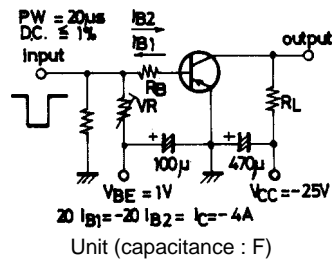 PW = 20μs
D.C. ≦ 1%
input
IB2
IB1
output
RB
VR
RL
+
100μ
+
470μ
VBE = 1V
VCC = -25V
20 IB1 = -20 IB2 = IC = -4A
Unit (capacitance : F)